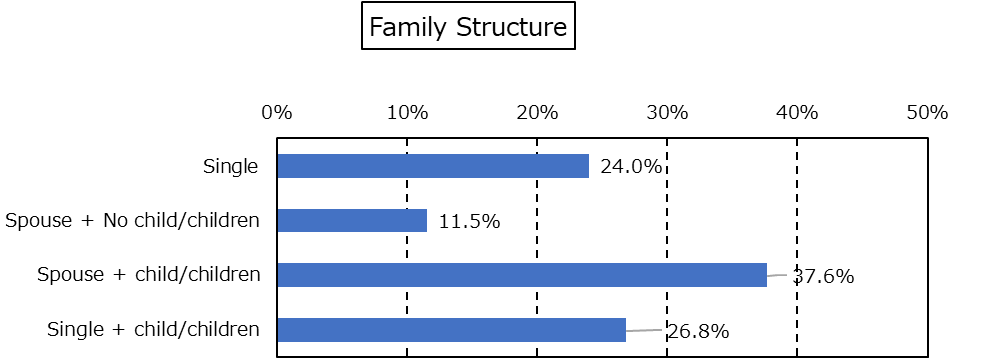 Family Structure
0% 10% 20% 30% 40% 50%
Single 24.0%
Spouse + No child/children 11.5%
Spouse + child/children 37.6%
Single + child/children 26.8%